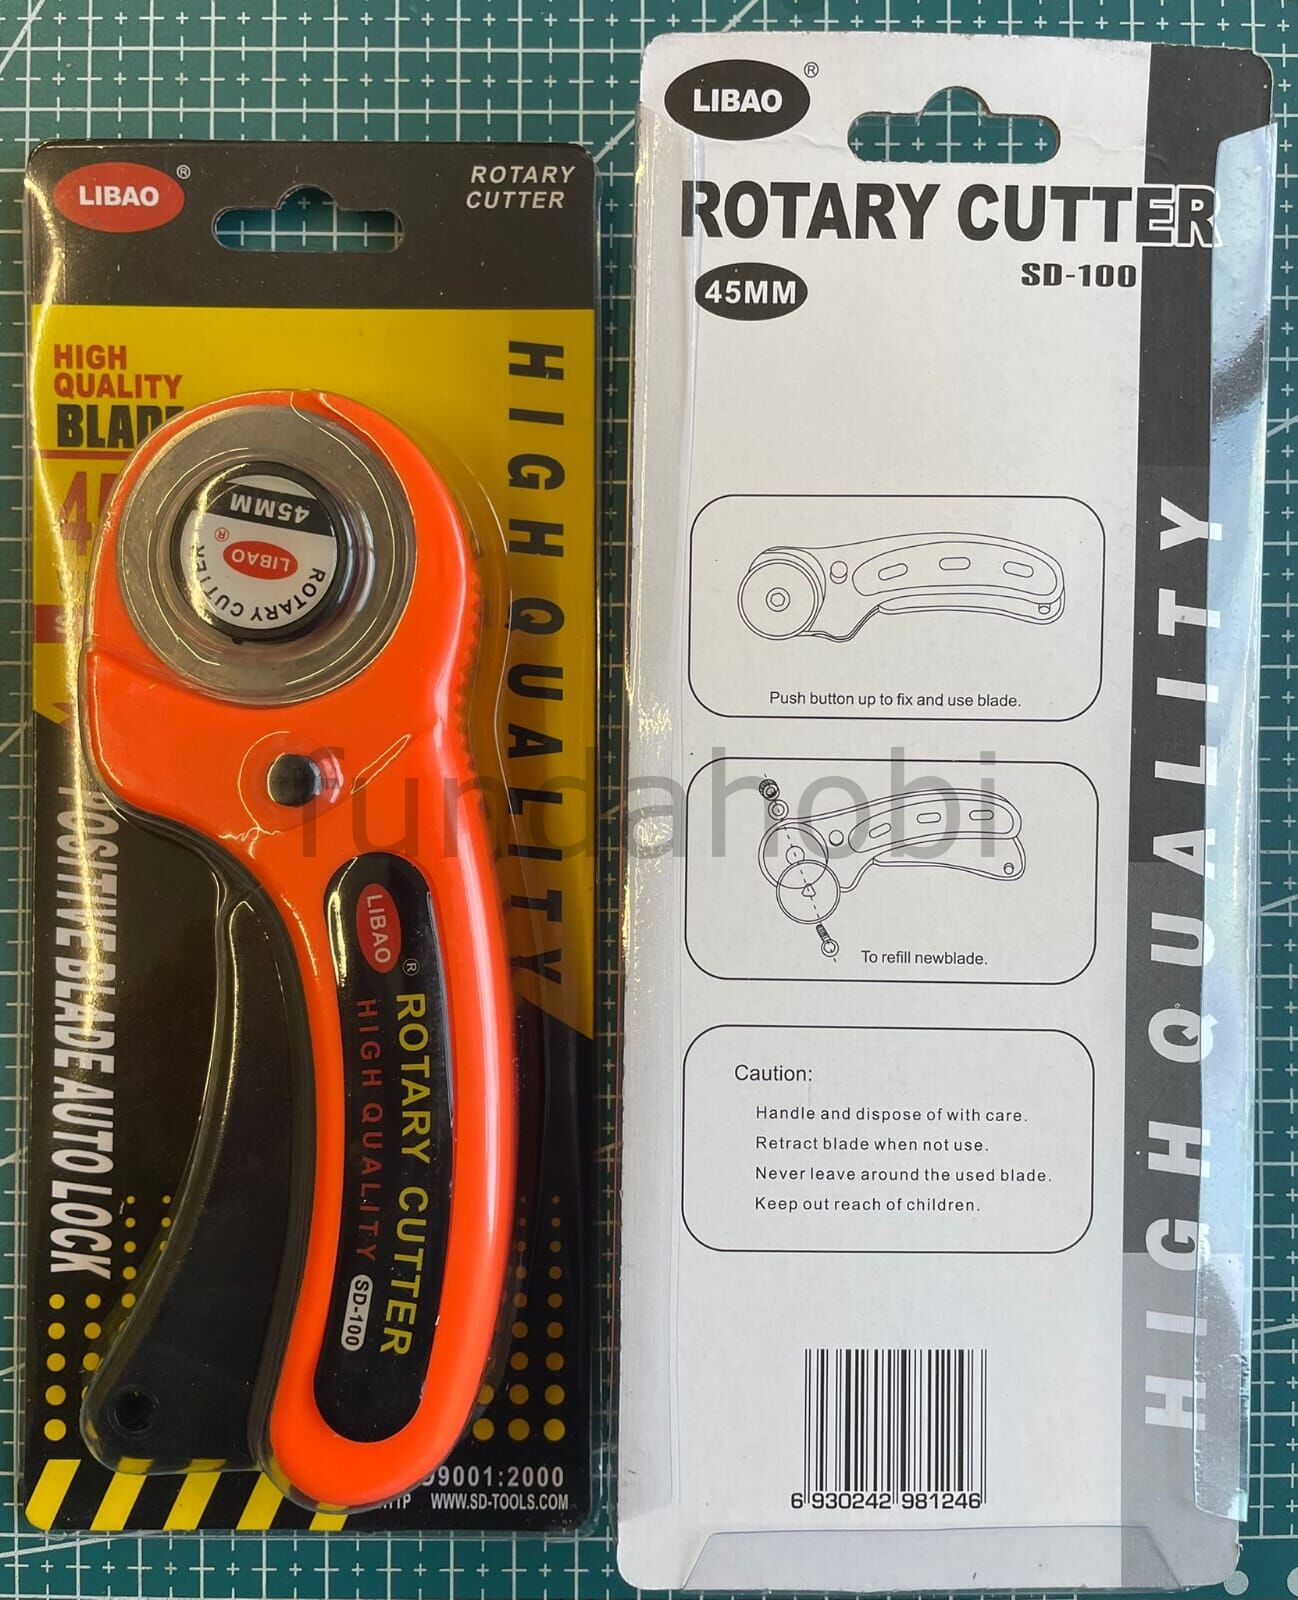 LIBAO
®
ROTARY
CUTTER
HIGH
QUALITY
HIGH QUALITY
45MM
LIBAO
®
ROTARY CUTTER
POSITIVE BLADE AUTO LOCK
LIBAO
®
ROTARY CUTTER
HIGH QUALITY
SD-100
9001:2000
WWW.SD-TOOLS.COM
LIBAO
®
ROTARY CUTTER
SD-100
45MM
HIGH QUALITY
Push button up to fix and use blade.
To refill newblade.
Caution:
Handle and dispose of with care.
Retract blade when not use.
Never leave around the used blade.
Keep out reach of children.
6 930242 981246
fundahobi